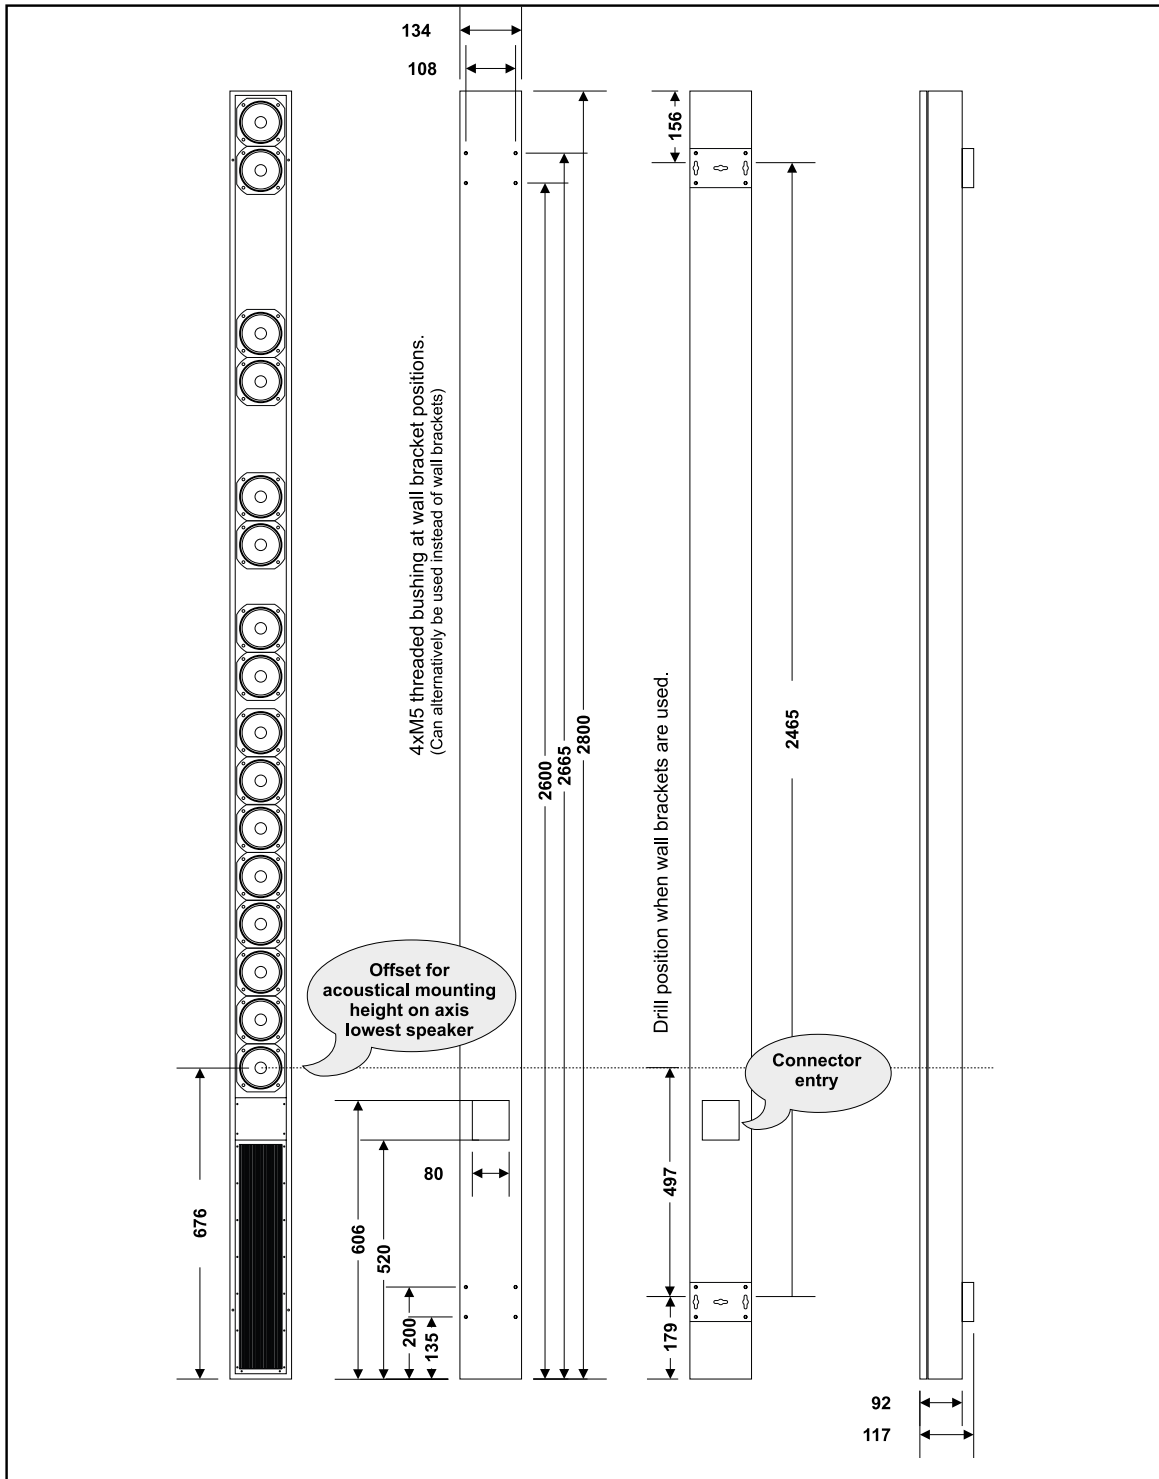 134
108
156
4xM5 threaded bushing at wall bracket positions.
(Can alternatively be used instead of wall brackets)
Drill position when wall brackets are used.
2600
2665
2800
2465
Offset for
acoustical mounting
height on axis
lowest speaker
Connector
entry
676
606
520
80
200
135
497
179
92
117